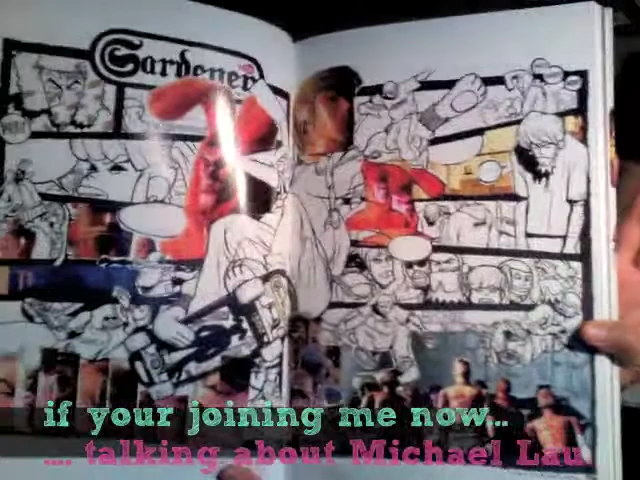 Gardener
if your joining me now...
.... talking about Michael Lau.